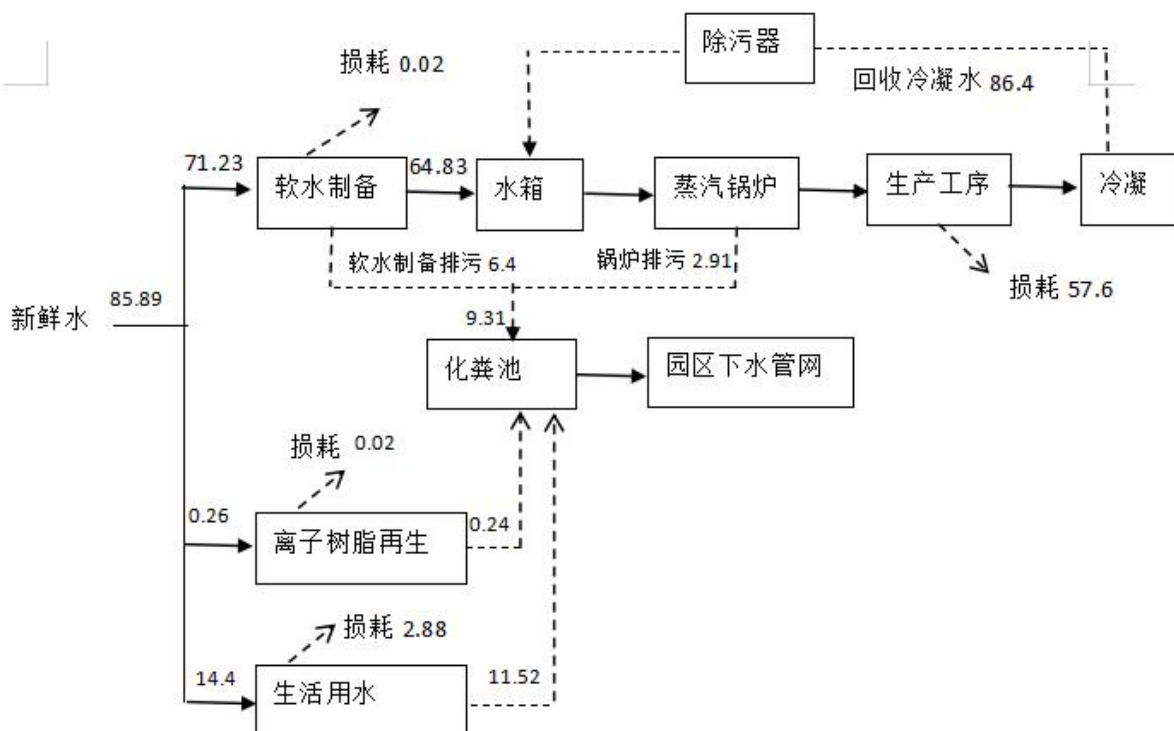 除污器
损耗 0.02
回收冷凝水 86.4
71.23
软水制备
64.83
水箱
蒸汽锅炉
生产工序
冷凝
软水制备排污 6.4
锅炉排污 2.91
损耗 57.6
新鲜水
85.89
9.31
化粪池
园区下水管网
损耗 0.02
0.26
离子树脂再生
0.24
损耗 2.88
14.4
生活用水
11.52